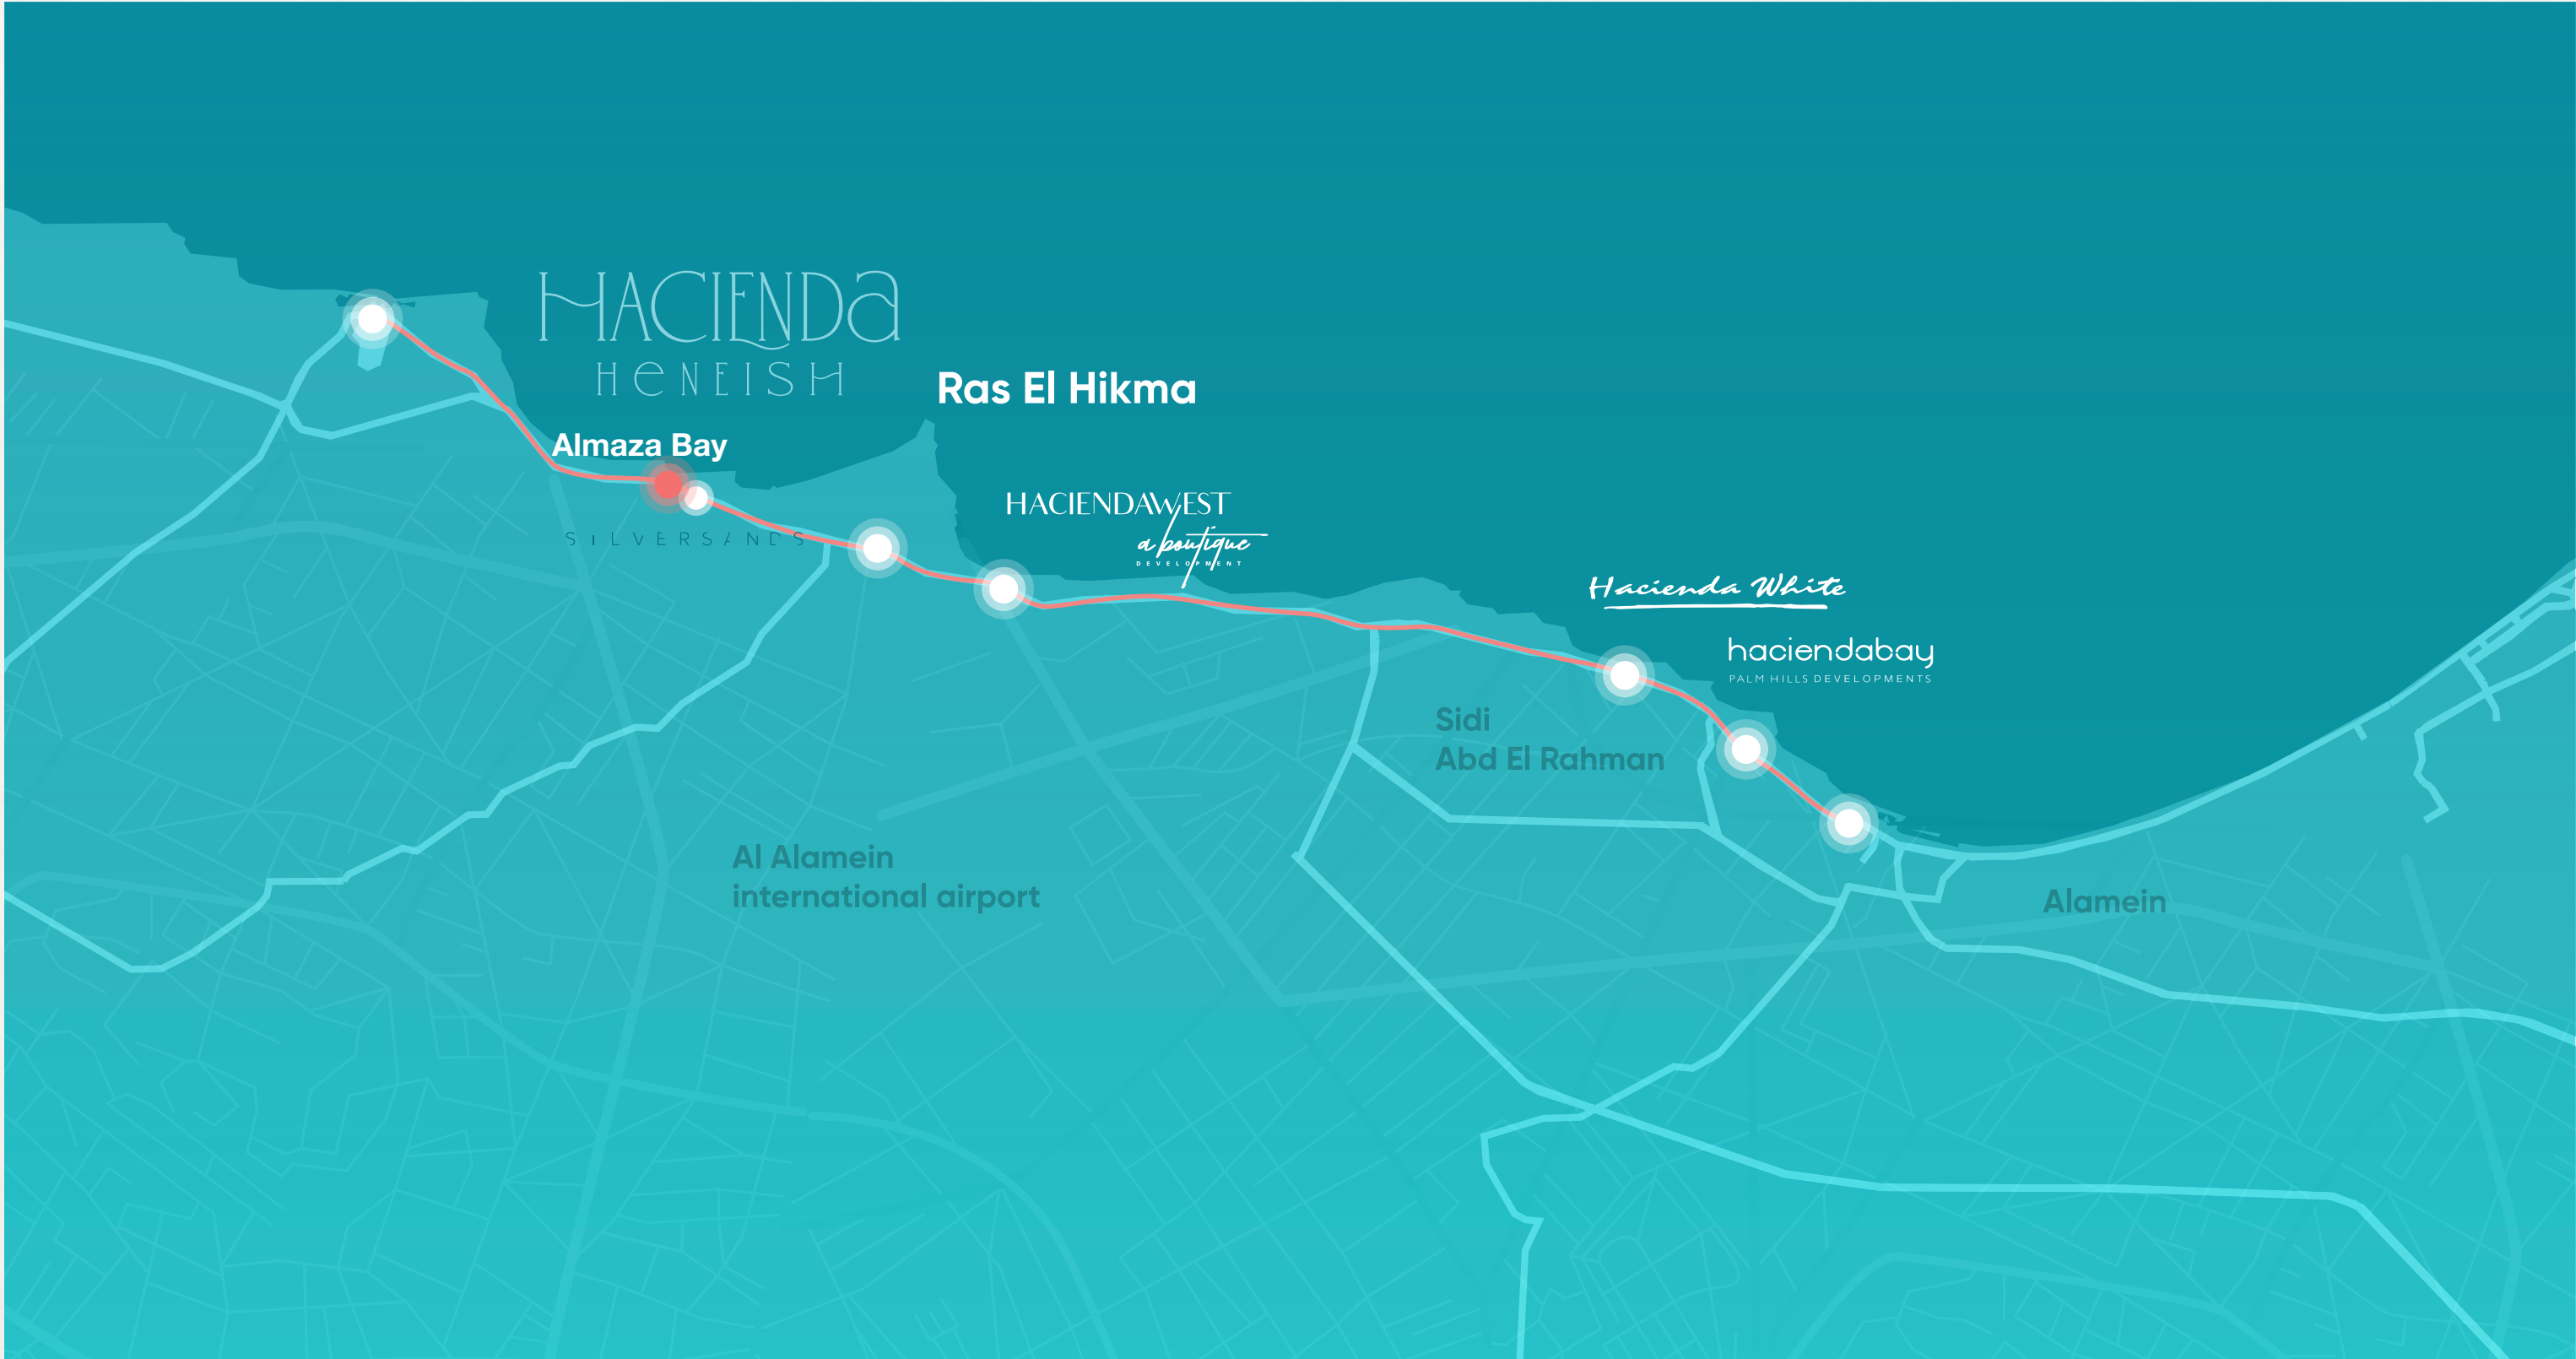 HACIENDA
HENEISH
Ras El Hikma
Almaza Bay
SILVERSANDS
HACIENDAWEST
a boutique
DEVELOPMENT
Hacienda White
haciendabay
PALM HILLS DEVELOPMENTS
Sidi
Abd El Rahman
Al Alamein
international airport
Alamein